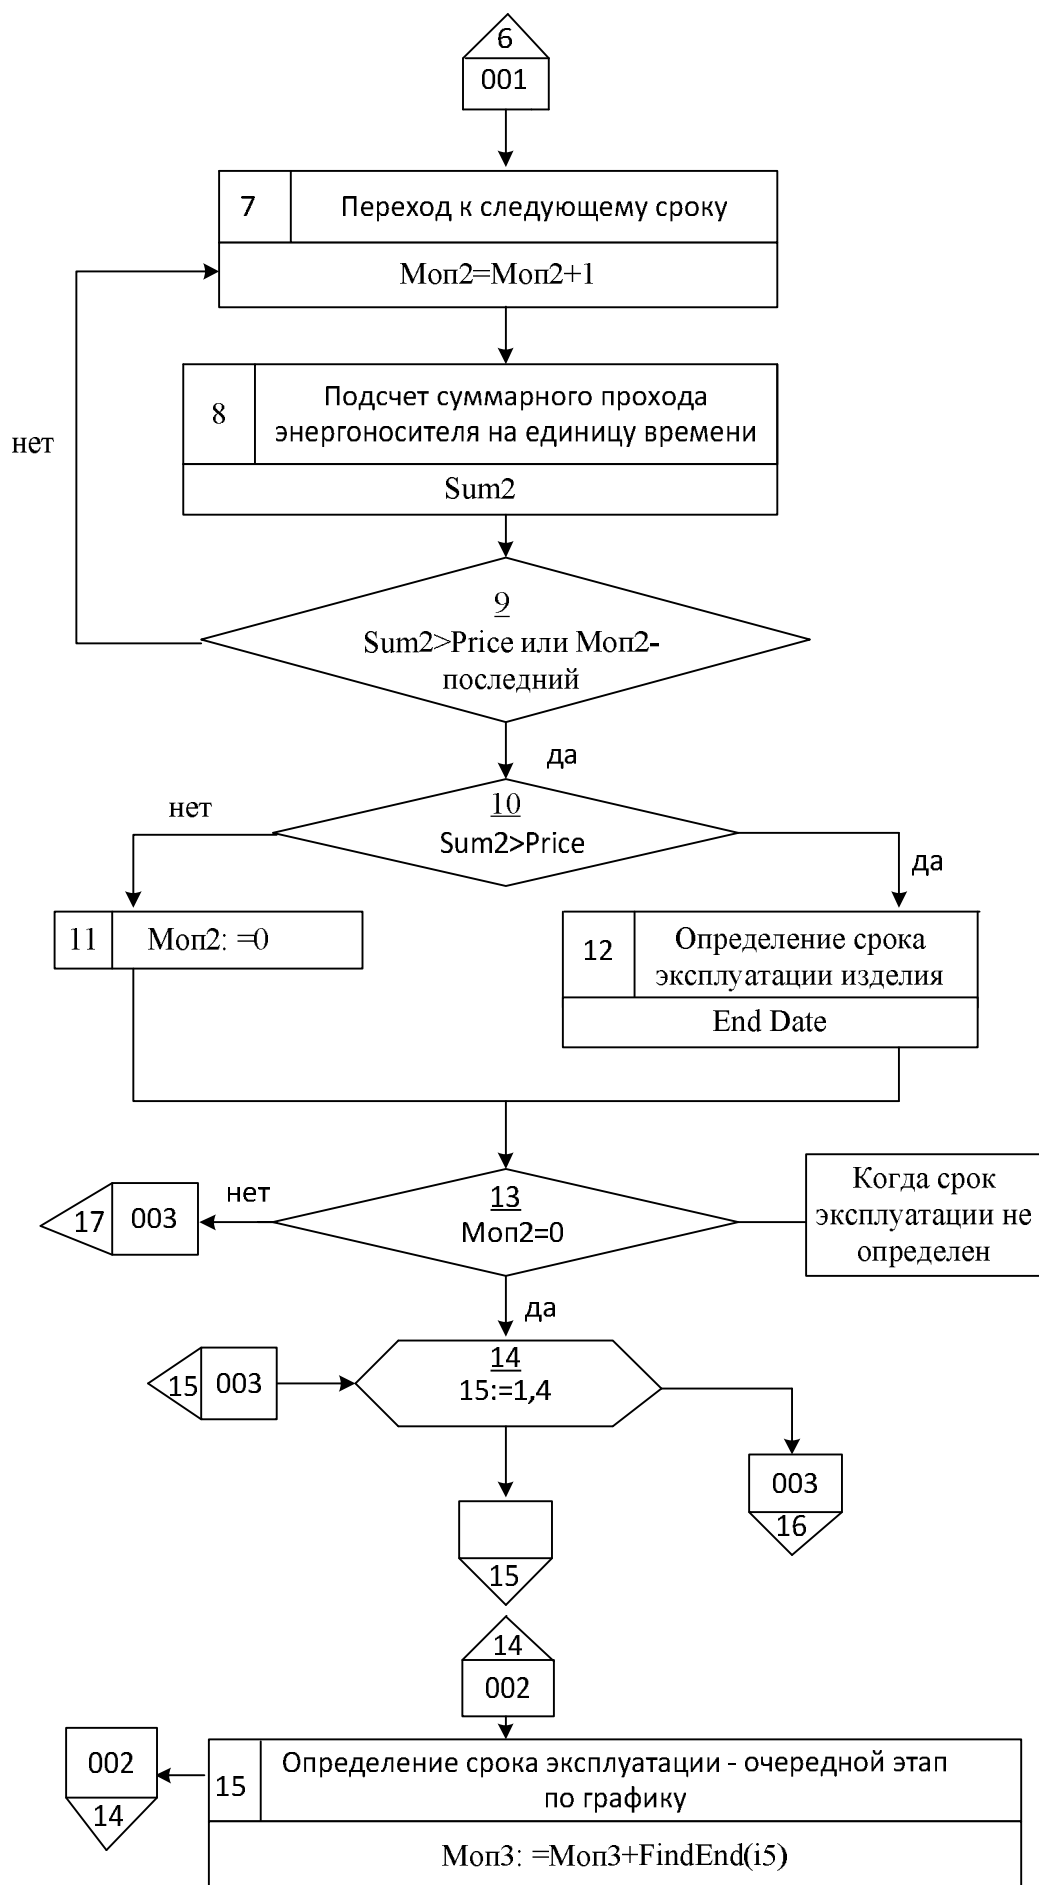 6
001
7
Переход к следующему сроку
Моп2=Моп2+1
8
Подсчет суммарного прохода
энергоносителя на единицу времени
Sum2
нет
9
Sum2>Price или Моп2-
последний
да
10
Sum2>Price
нет
да
11
Моп2: =0
12
Определение срока
эксплуатации изделия
End Date
13
Моп2=0
нет
17
003
Когда срок
эксплуатации не
определен
да
14
15:=1,4
15
003
003
16
15
14
002
002
14
15
Определение срока эксплуатации - очередной этап
по графику
Моп3: =Моп3+FindEnd(i5)